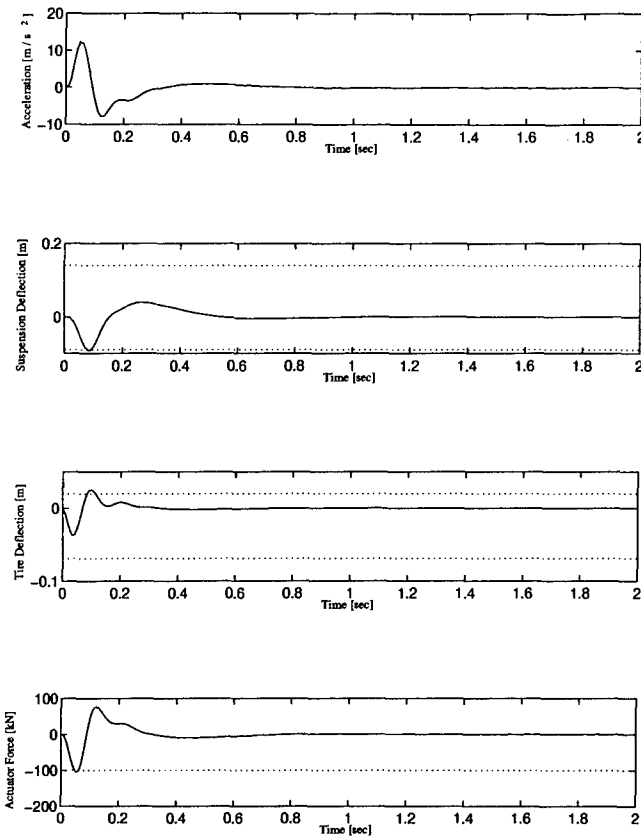 20
10
0
−10
Acceleration [m / s 2 ]
0 0.2 0.4 0.6 0.8 1 1.2 1.4 1.6 1.8 2
Time [sec]
0.2
0
Suspension Deflection [m]
0 0.2 0.4 0.6 0.8 1 1.2 1.4 1.6 1.8 2
Time [sec]
0
−0.1
Tire Deflection [m]
0 0.2 0.4 0.6 0.8 1 1.2 1.4 1.6 1.8 2
Time [sec]
100
0
−100
−200
Actuator Force [kN]
0 0.2 0.4 0.6 0.8 1 1.2 1.4 1.6 1.8 2
Time [sec]